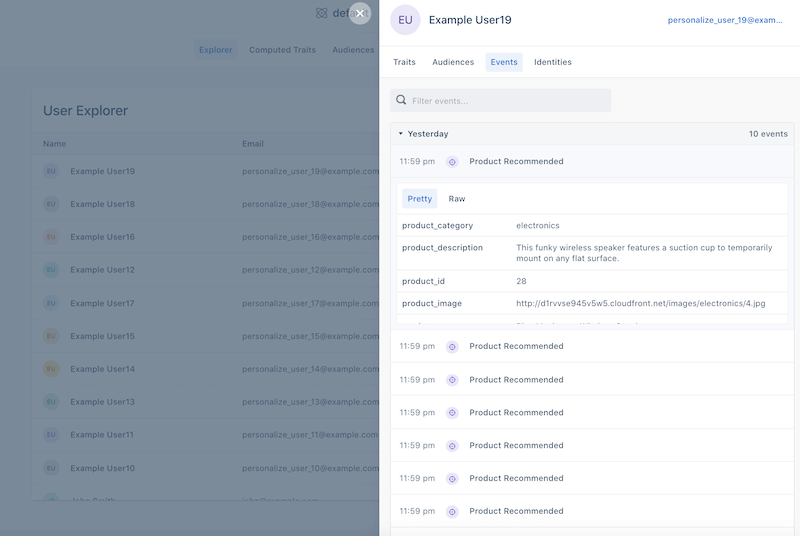 EU
Example User19
personalize_user_19@exam...
Explorer
Computed Traits
Audiences
User Explorer
Name
Email
EU
Example User19
personalize_user_19@example.com
EU
Example User18
personalize_user_18@example.com
EU
Example User16
personalize_user_16@example.com
EU
Example User12
personalize_user_12@example.com
EU
Example User17
personalize_user_17@example.com
EU
Example User15
personalize_user_15@example.com
EU
Example User14
personalize_user_14@example.com
EU
Example User13
personalize_user_13@example.com
EU
Example User11
personalize_user_11@example.com
EU
Example User10
personalize_user_10@example.com
Traits
Audiences
Events
Identities
Filter events...
Yesterday
10 events
11:59 pm
Product Recommended
Pretty
Raw
product_category
electronics
product_description
This funky wireless speaker features a suction cup to temporarily
mount on any flat surface.
product_id
28
product_image
http://d1rvvse945v5w5.cloudfront.net/images/electronics/4.jpg
11:59 pm
Product Recommended
11:59 pm
Product Recommended
11:59 pm
Product Recommended
11:59 pm
Product Recommended
11:59 pm
Product Recommended
11:59 pm
Product Recommended